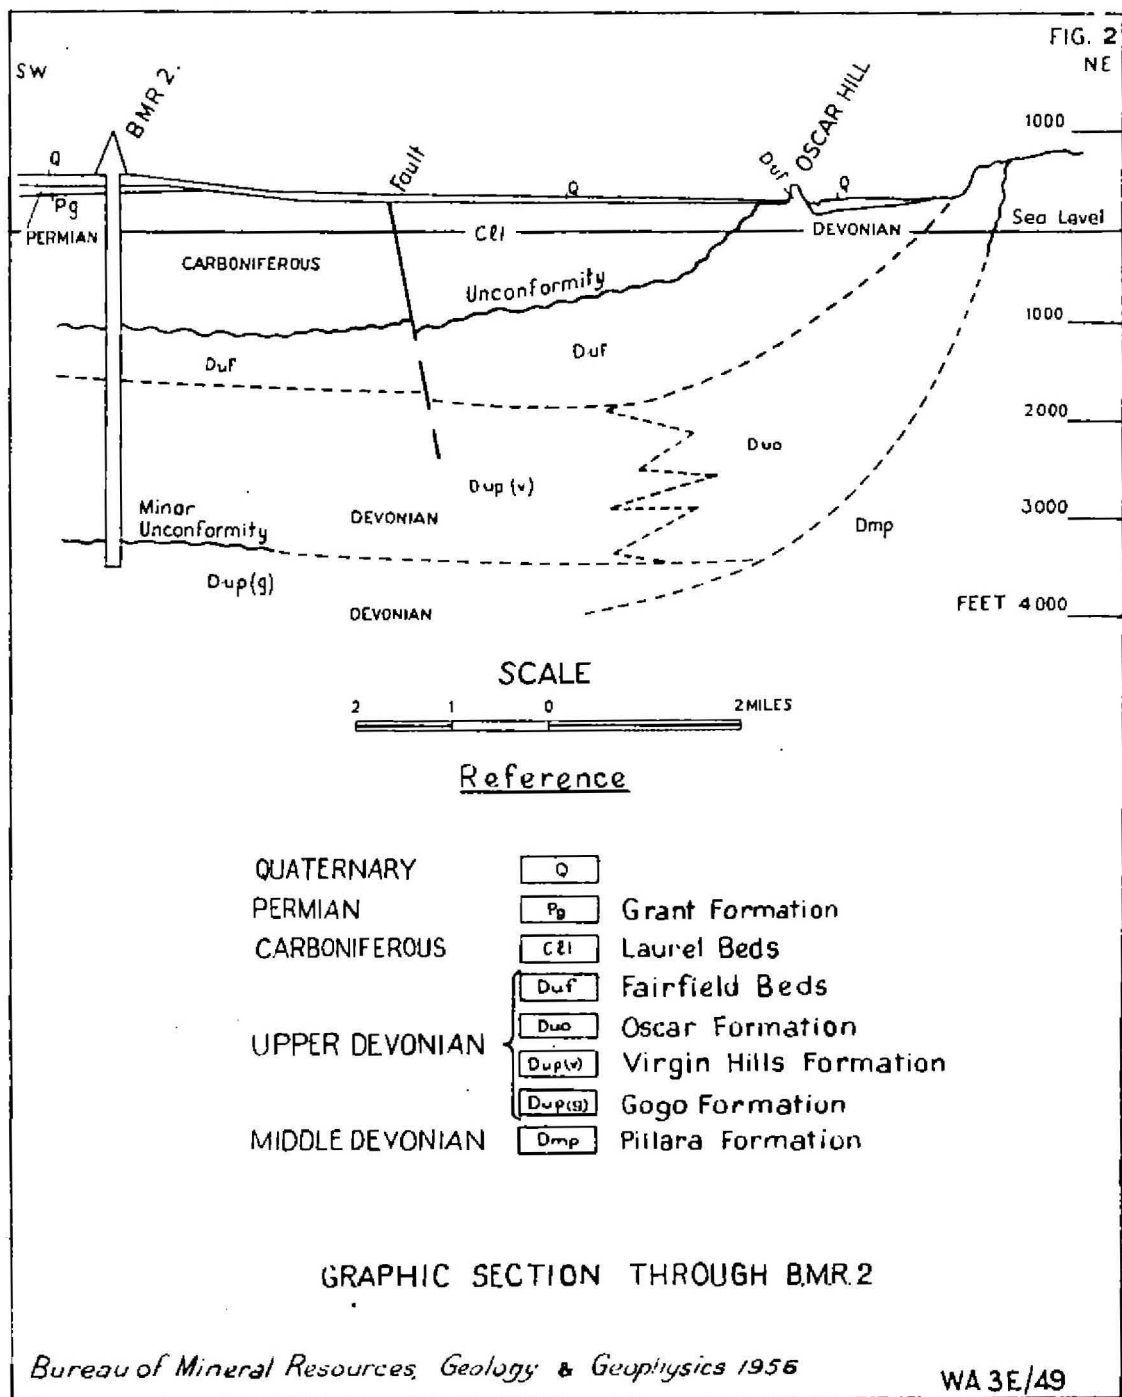 FIG. 2
SW
NE
BMR 2.
OSCAR HILL
1000
Fault
Duf
Q
Q
Q
Pg
PERMIAN
Cll
DEVONIAN
Sea Level
CARBONIFEROUS
Unconformity
1000
Duf
Duf
2000
Duo
Dup (v)
Minor
Unconformity
DEVONIAN
3000
Dmp
Dup(g)
DEVONIAN
FEET 4000
SCALE
2 1 0 2 MILES
Reference
QUATERNARY Q
PERMIAN Pg Grant Formation
CARBONIFEROUS Cll Laurel Beds
Duf Fairfield Beds
Duo Oscar Formation
UPPER DEVONIAN
Dup(v) Virgin Hills Formation
Dup(g) Gogo Formation
MIDDLE DEVONIAN Dmp Pillara Formation
GRAPHIC SECTION THROUGH B.M.R. 2
Bureau of Mineral Resources, Geology & Geophysics 1956
WA 3E/49